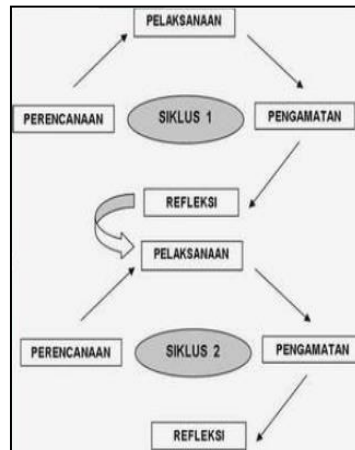 PELAKSANAAN
PERENCANAAN
SIKLUS 1
PENGAMATAN
REFLEKSI
PELAKSANAAN
PERENCANAAN
SIKLUS 2
PENGAMATAN
REFLEKSI